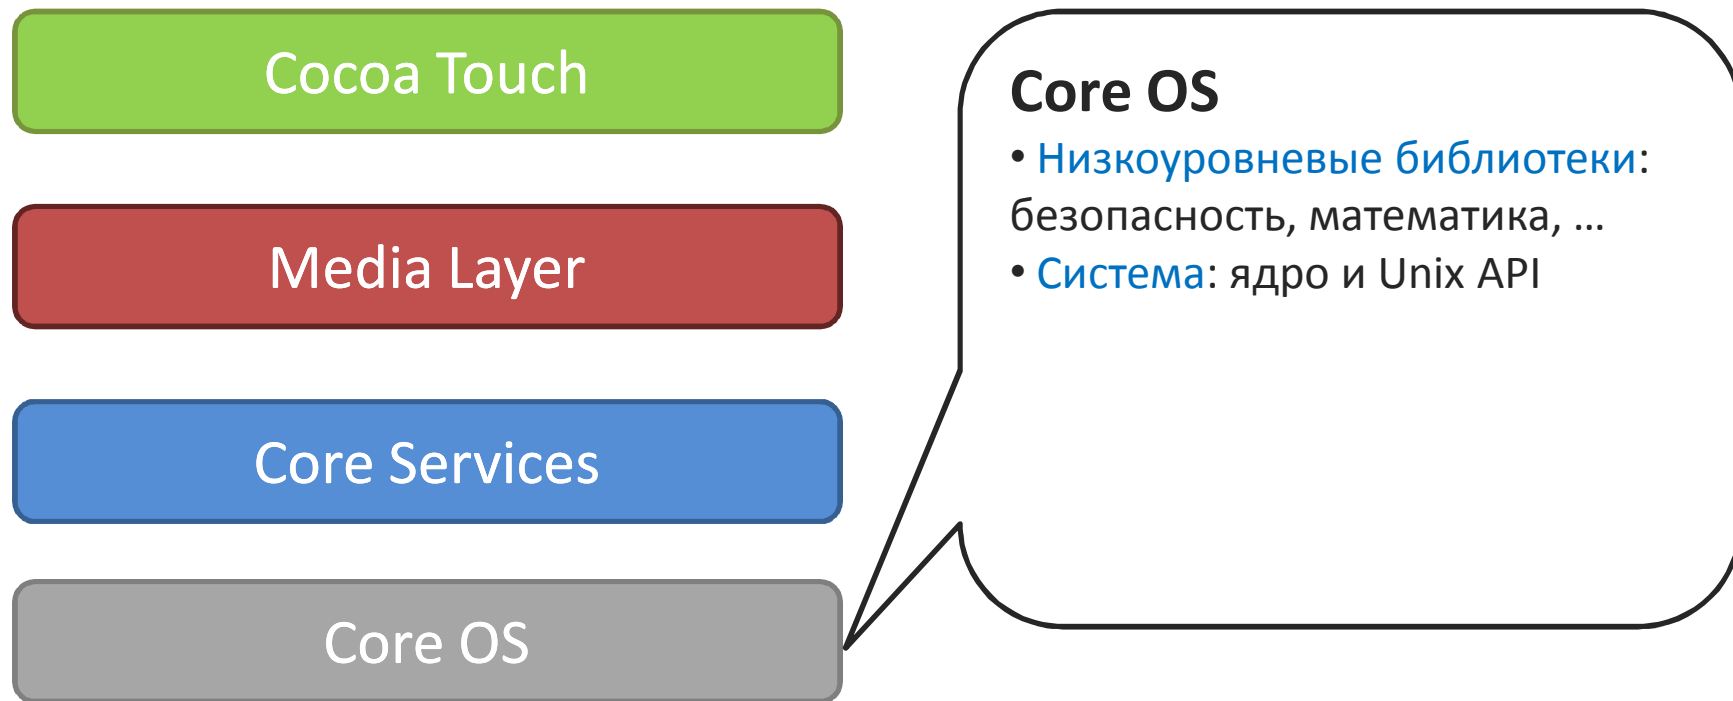 Cocoa Touch
Media Layer
Core Services
Core OS
Core OS
• Низкоуровневые библиотеки:
безопасность, математика, ...
• Система: ядро и Unix API